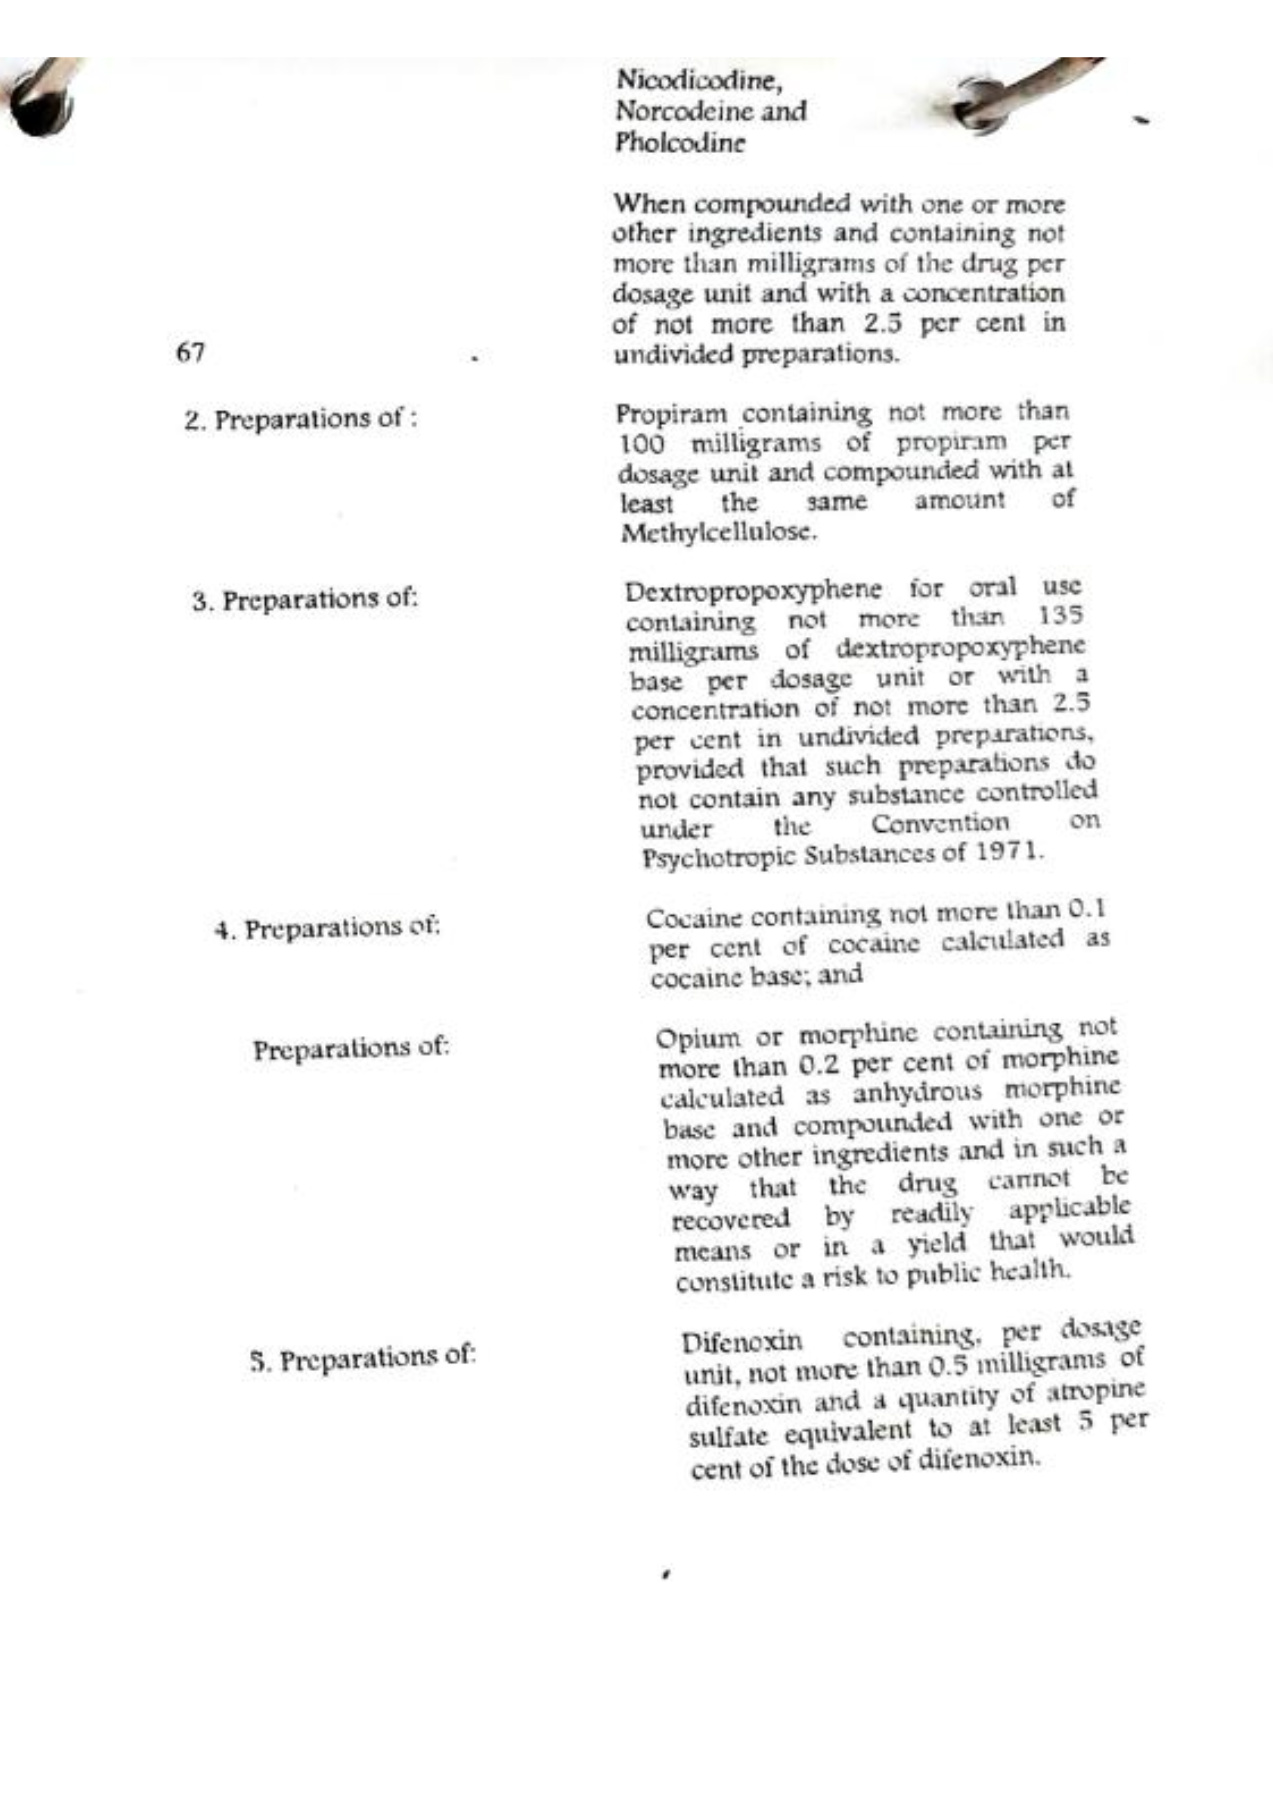 Nicodicodine,
Norcodeine and
Pholcodine
When compounded with one or more
other ingredients and containing not
more than milligrams of the drug per
dosage unit and with a concentration
of not more than 2.5 per cent in
undivided preparations.
67
2. Preparations of :
Propiram containing not more than
100 milligrams of propiram per
dosage unit and compounded with at
least the same amount of
Methylcellulose.
3. Preparations of:
Dextropropoxyphene for oral use
containing not more than 135
milligrams of dextropropoxyphene
base per dosage unit or with a
concentration of not more than 2.5
per cent in undivided preparations,
provided that such preparations do
not contain any substance controlled
under the Convention on
Psychotropic Substances of 1971.
4. Preparations of:
Cocaine containing not more than 0.1
per cent of cocaine calculated as
cocaine base; and
Preparations of:
Opium or morphine containing not
more than 0.2 per cent of morphine
calculated as anhydrous morphine
base and compounded with one or
more other ingredients and in such a
way that the drug cannot be
recovered by readily applicable
means or in a yield that would
constitute a risk to public health.
5. Preparations of:
Difenoxin containing, per dosage
unit, not more than 0.5 milligrams of
difenoxin and a quantity of atropine
sulfate equivalent to at least 5 per
cent of the dose of difenoxin.